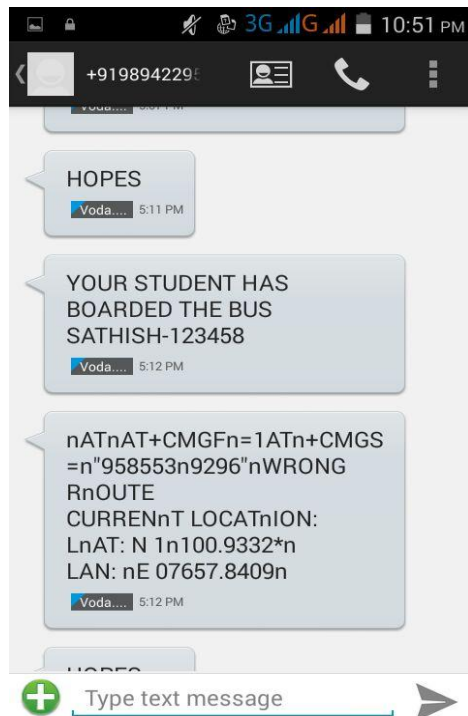 3G G 10:51 PM
+919894229
HOPES
Voda.... 5:11 PM
YOUR STUDENT HAS
BOARDED THE BUS
SATHISH-123458
Voda.... 5:12 PM
nATnAT+CMGFn=1ATn+CMGS
=n"958553n9296"nWRONG
RnOUTE
CURRENnT LOCATnION:
LnAT: N 1n100.9332*n
LAN: nE 07657.8409n
Voda.... 5:12 PM
HOPES
Type text message